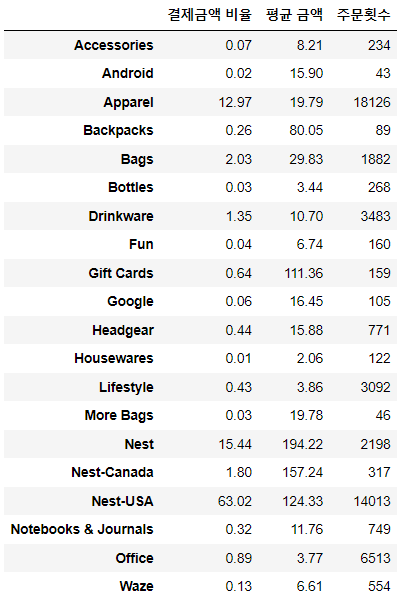 결제금액 비율 평균 금액 주문횟수
Accessories 0.07 8.21 234
Android 0.02 15.90 43
Apparel 12.97 19.79 18126
Backpacks 0.26 80.05 89
Bags 2.03 29.83 1882
Bottles 0.03 3.44 268
Drinkware 1.35 10.70 3483
Fun 0.04 6.74 160
Gift Cards 0.64 111.36 159
Google 0.06 16.45 105
Headgear 0.44 15.88 771
Housewares 0.01 2.06 122
Lifestyle 0.43 3.86 3092
More Bags 0.03 19.78 46
Nest 15.44 194.22 2198
Nest-Canada 1.80 157.24 317
Nest-USA 63.02 124.33 14013
Notebooks & Journals 0.32 11.76 749
Office 0.89 3.77 6513
Waze 0.13 6.61 554